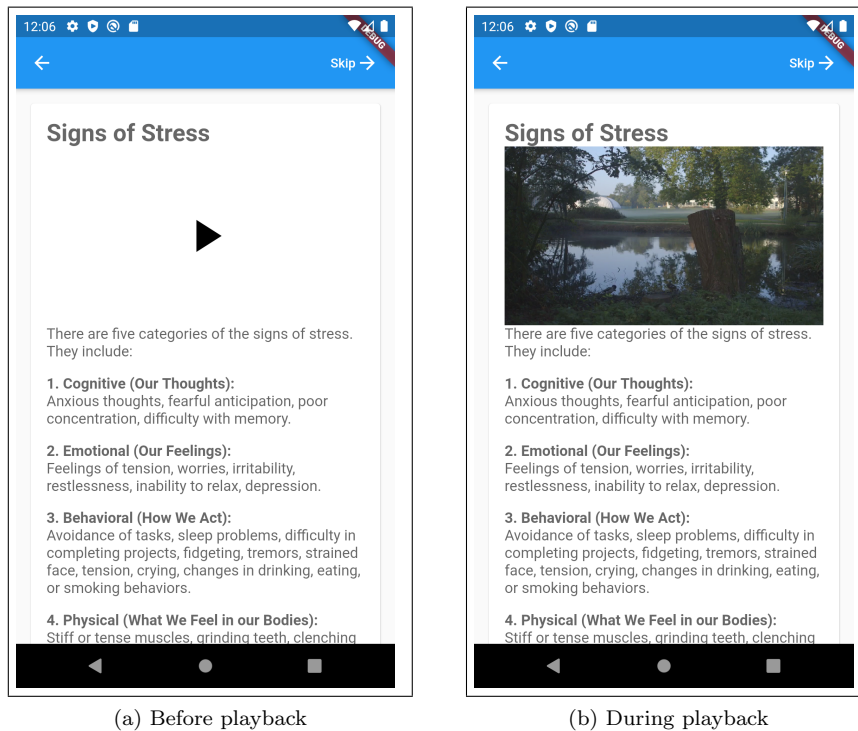 12:06
DEBUG
Skip
Signs of Stress
There are five categories of the signs of stress.
They include:
1. Cognitive (Our Thoughts):
Anxious thoughts, fearful anticipation, poor
concentration, difficulty with memory.
2. Emotional (Our Feelings):
Feelings of tension, worries, irritability,
restlessness, inability to relax, depression.
3. Behavioral (How We Act):
Avoidance of tasks, sleep problems, difficulty in
completing projects, fidgeting, tremors, strained
face, tension, crying, changes in drinking, eating,
or smoking behaviors.
4. Physical (What We Feel in our Bodies):
Stiff or tense muscles, grinding teeth, clenching
(a) Before playback
12:06
DEBUG
Skip
Signs of Stress
There are five categories of the signs of stress.
They include:
1. Cognitive (Our Thoughts):
Anxious thoughts, fearful anticipation, poor
concentration, difficulty with memory.
2. Emotional (Our Feelings):
Feelings of tension, worries, irritability,
restlessness, inability to relax, depression.
3. Behavioral (How We Act):
Avoidance of tasks, sleep problems, difficulty in
completing projects, fidgeting, tremors, strained
face, tension, crying, changes in drinking, eating,
or smoking behaviors.
4. Physical (What We Feel in our Bodies):
Stiff or tense muscles, grinding teeth, clenching
(b) During playback